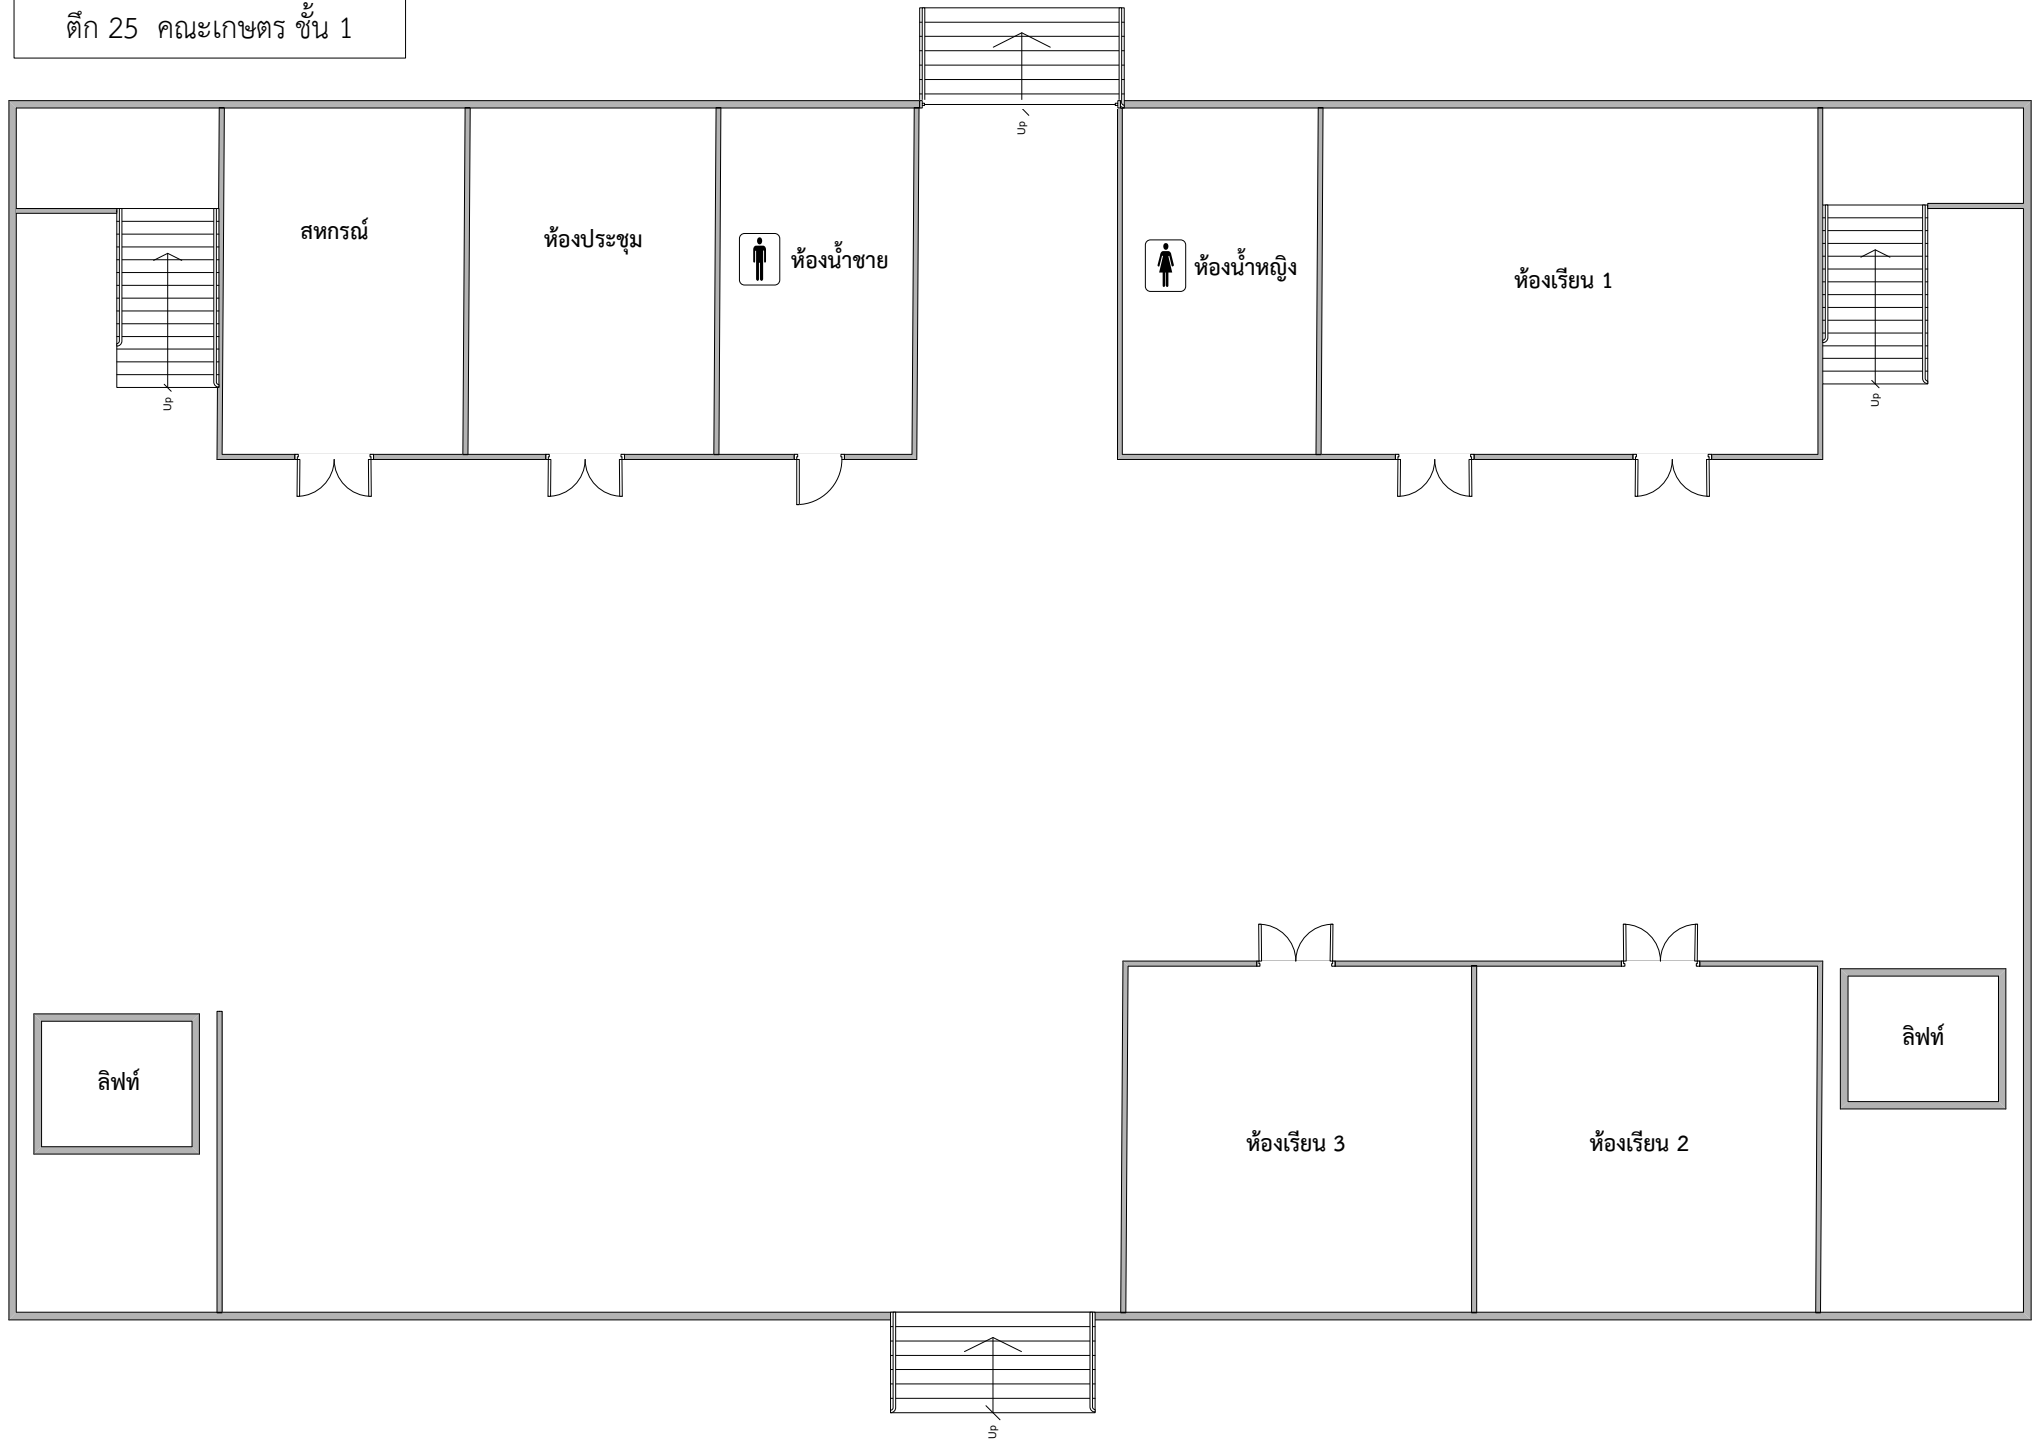 ตึก 25 คณะเกษตร ชั้น 1
Up
สหกรณ์
ห้องประชุม
ห้องน้ำชาย
ห้องน้ำหญิง
ห้องเรียน 1
Up
Up
ลิฟท์
ลิฟท์
ห้องเรียน 3
ห้องเรียน 2
Up